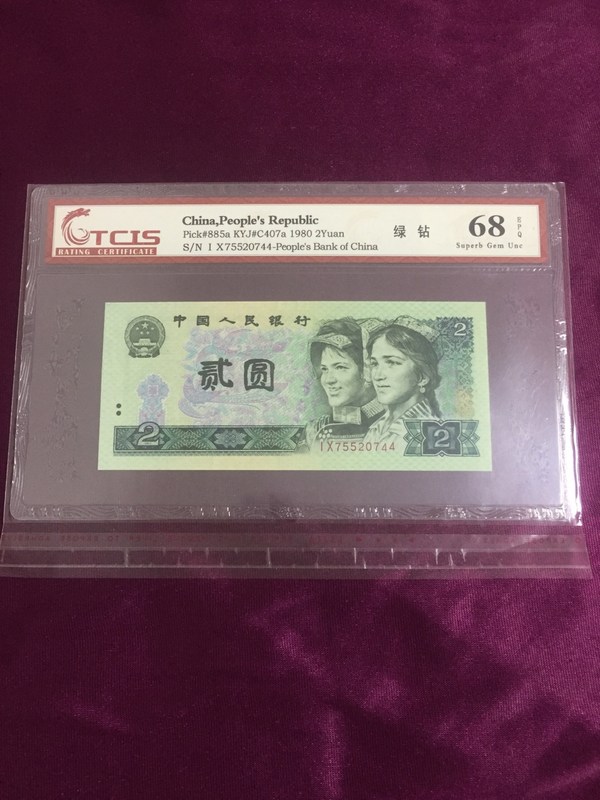 TCIS
RATING CERTIFICATE
China,People's Republic
Pick#885a KYJ#C407a 1980 2Yuan
S/N I X75520744-People's Bank of China
绿 钻
68 EPQ
Superb Gem Unc
中国人民银行
2
贰圆
2
IX75520744
2